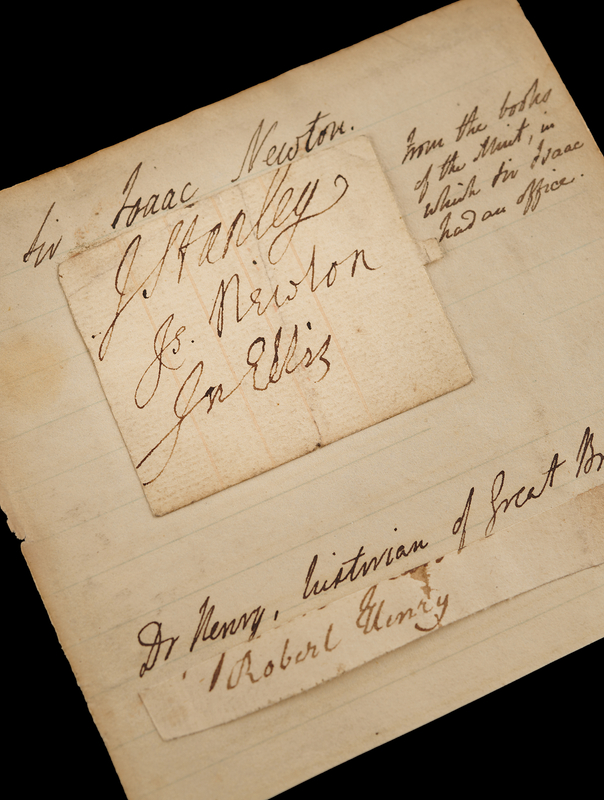 Sir Isaac Newton.
from the books
of the Mint, in
which Sir Isaac
had an office.
J. Stanley
Js. Newton
Jn Ellis
Dr Henry, historian of Great Br
Robert Henry